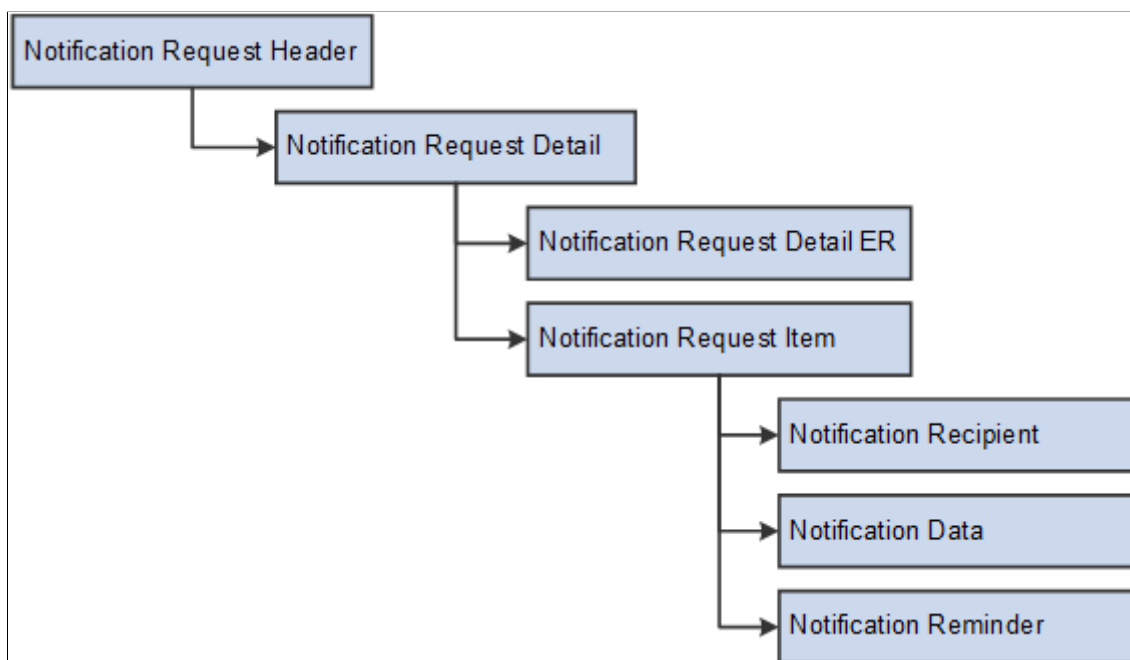 Notification Request Header
Notification Request Detail
Notification Request Detail ER
Notification Request Item
Notification Recipient
Notification Data
Notification Reminder